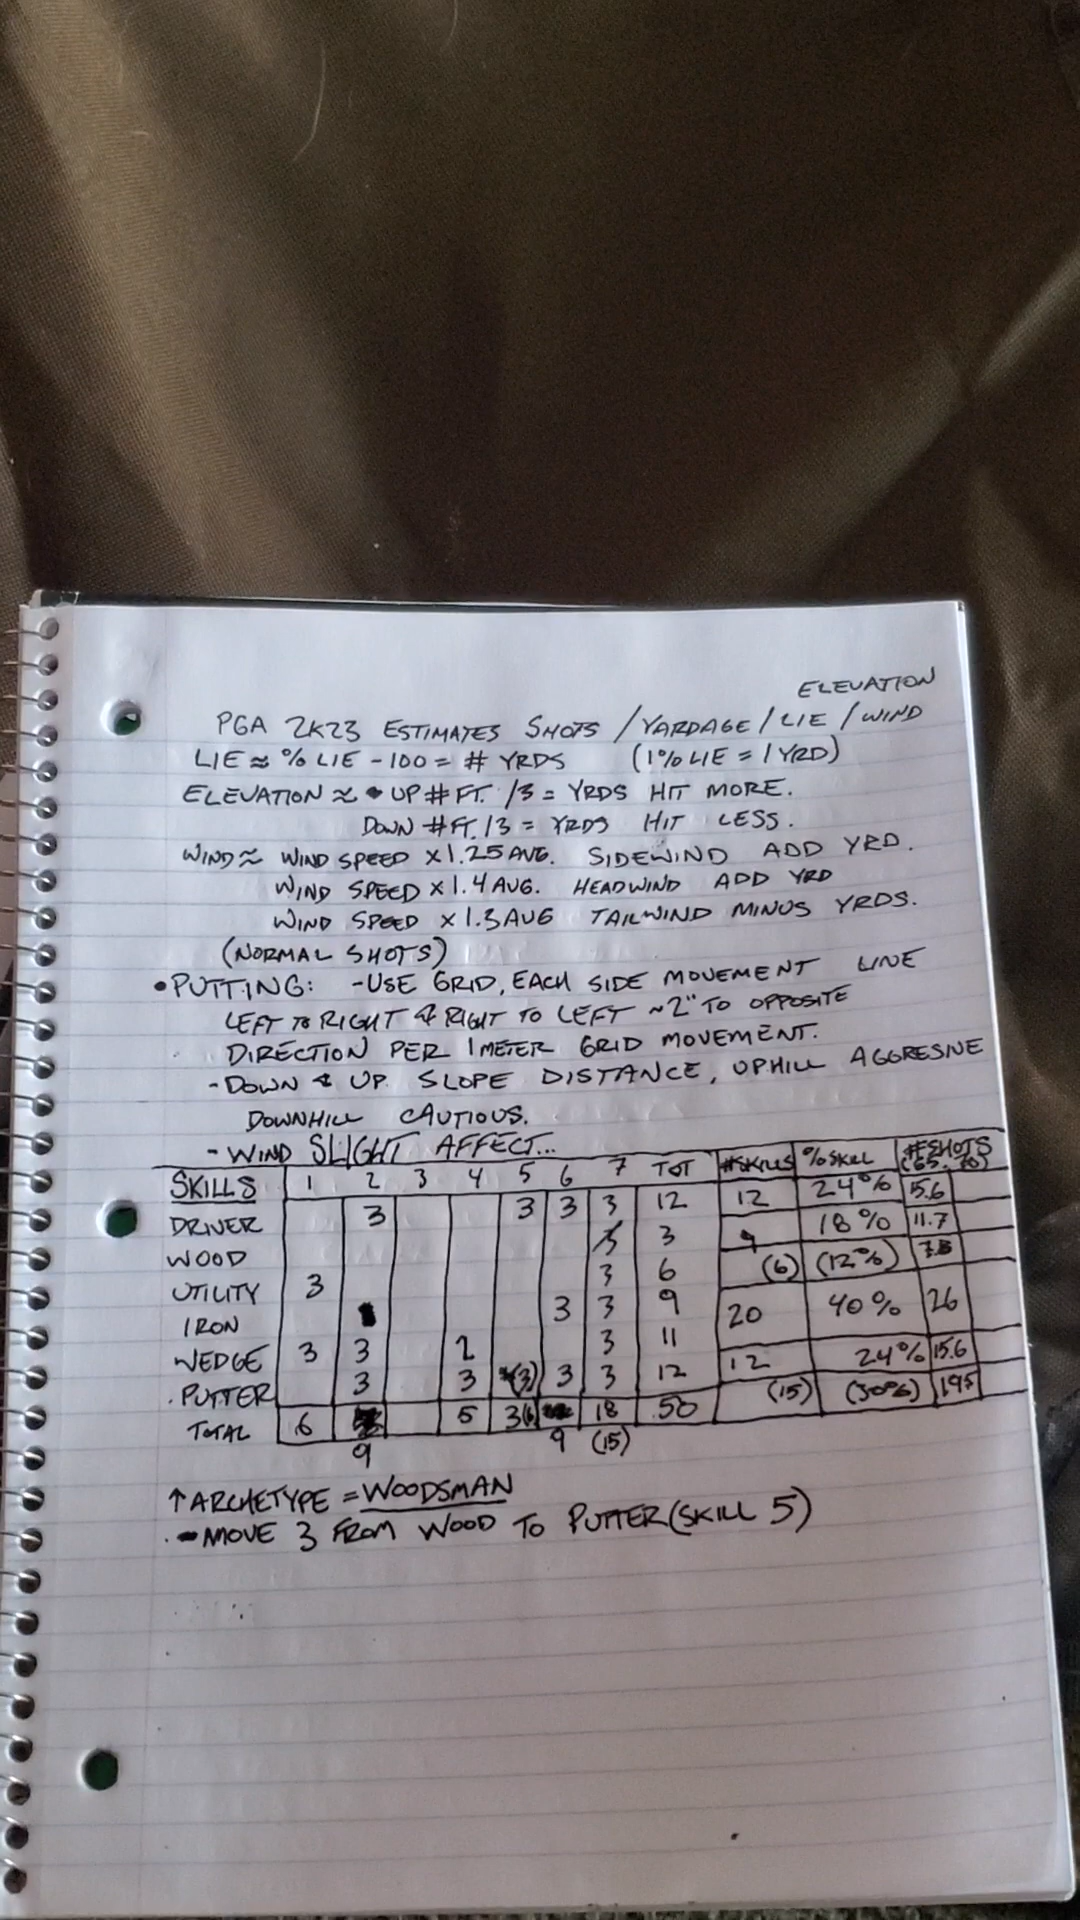 ELEVATION
PGA 2K23 ESTIMATES SHOTS / YARDAGE / LIE / WIND
LIE ≈ % LIE - 100 = # YRDS (1% LIE = 1 YRD)
ELEVATION ≈ UP # FT. /3 = YRDS HIT MORE.
DOWN # FT. /3 = YRDS HIT LESS.
WIND ≈ WIND SPEED X 1.25 AVG. SIDEWIND ADD YRD.
WIND SPEED X 1.4 AVG. HEADWIND ADD YRD
WIND SPEED X 1.3 AVG TAILWIND MINUS YRDS.
(NORMAL SHOTS)
• PUTTING: - USE GRID, EACH SIDE MOVEMENT LINE
LEFT TO RIGHT & RIGHT TO LEFT ~2" TO OPPOSITE
DIRECTION PER 1 METER GRID MOVEMENT.
- DOWN & UP SLOPE DISTANCE, UPHILL AGGRESIVE
DOWNHILL CAUTIOUS.
- WIND SLIGHT AFFECT...
SKILLS 1 2 3 4 5 6 7 TOT #SKILLS % SKILL #SHOTS (65.70)
DRIVER 3 3 3 3 12 12 24% 15.6
WOOD 3 3 9 18% 11.7
UTILITY 3 3 6 (6) (12%) 7.8
IRON 3 3 9 20 40% 26
WEDGE 3 3 2 3 11
PUTTER 3 3 (3) 3 3 12 12 24% 15.6
TOTAL 6 5 3(6) 18 50 (15) (30%) 19.5
9 9 (15)
↑ ARCHETYPE = WOODSMAN
- MOVE 3 FROM WOOD TO PUTTER (SKILL 5)